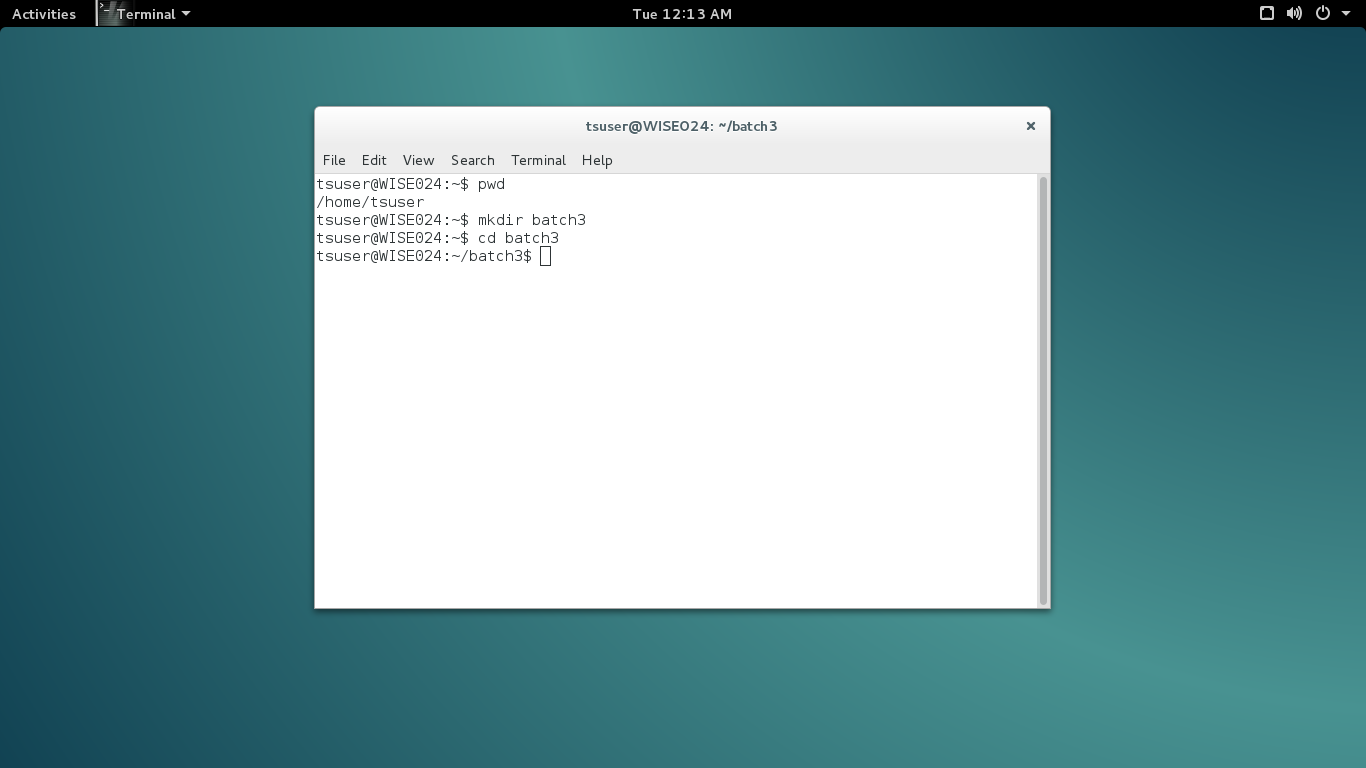 Activities Terminal Tue 12:13 AM
tsuser@WISE024: ~/batch3
File Edit View Search Terminal Help
tsuser@WISE024:~$ pwd
/home/tsuser
tsuser@WISE024:~$ mkdir batch3
tsuser@WISE024:~$ cd batch3
tsuser@WISE024:~/batch3$